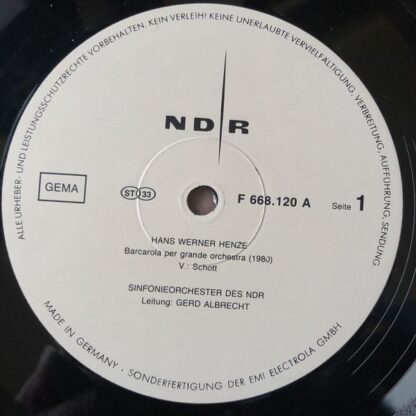 ALLE URHEBER- UND LEISTUNGSSCHUTZRECHTE VORBEHALTEN. KEIN VERLEIH! KEINE UNERLAUBTE VERVIELFÄLTIGUNG, VERBREITUNG, AUFFÜHRUNG, SENDUNG
NDR
GEMA
ST 33
F 668.120 A
Seite 1
HANS WERNER HENZE
Barcarola per grande orchestra (1980)
V.: Schott
SINFONIEORCHESTER DES NDR
Leitung: GERD ALBRECHT
MADE IN GERMANY · SONDERFERTIGUNG DER EMI ELECTROLA GMBH